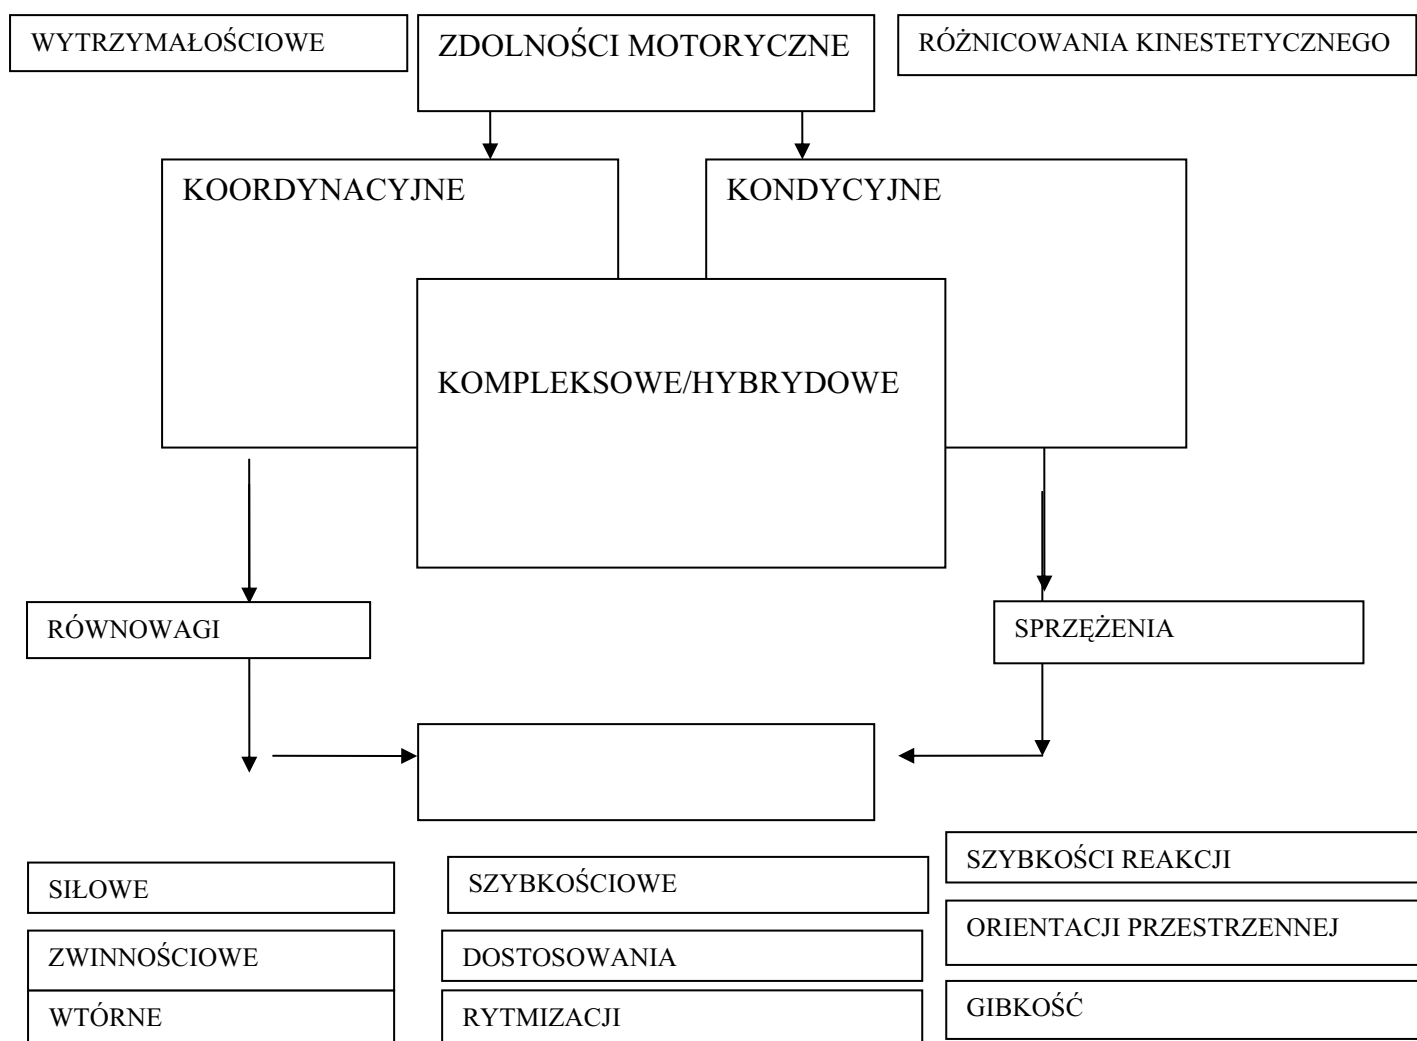 WYTRZYMAŁOŚCIOWE
ZDOLNOŚCI MOTORYCZNE
RÓŻNICOWANIA KINESTETYCZNEGO
KOORDYNACYJNE
KONDYCYJNE
KOMPLEKSOWE/HYBRYDOWE
RÓWNOWAGI
SPRZĘŻENIA
SIŁOWE
SZYBKOŚCIOWE
SZYBKOŚCI REAKCJI
ZWINNOŚCIOWE
DOSTOSOWANIA
ORIENTACJI PRZESTRZENNEJ
WTÓRNE
RYTMIZACJI
GIBKOŚĆ